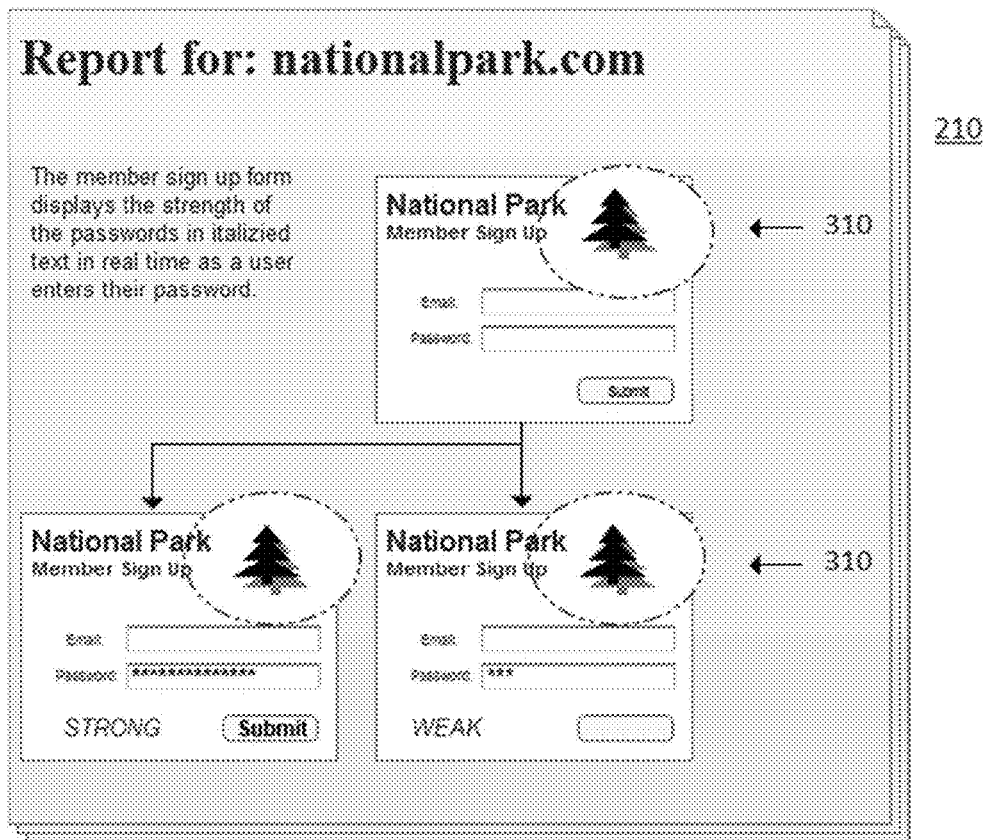 Report for: nationalpark.com
210
The member sign up form
displays the strength of
the passwords in italizied
text in real time as a user
enters their password.
National Park
Member Sign Up
310
Email:
Password:
Submit
National Park
Member Sign Up
Email:
Password: **************
STRONG
Submit
National Park
Member Sign Up
310
Email:
Password: ***
WEAK